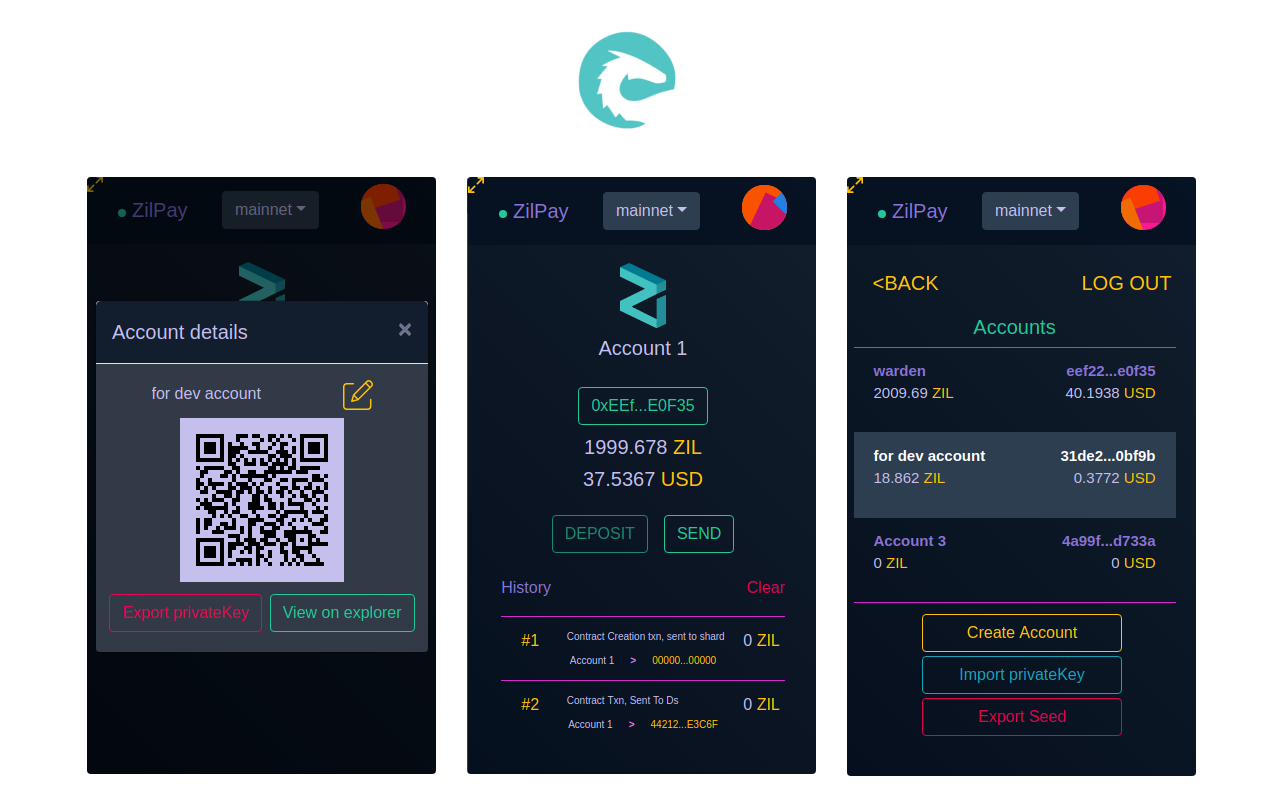 ZilPay mainnet
Account details ×
for dev account
Export privateKey View on explorer
ZilPay mainnet
Account 1
0xEEf...E0F35
1999.678 ZIL
37.5367 USD
DEPOSIT SEND
History Clear
#1 Contract Creation txn, sent to shard 0 ZIL
Account 1 > 00000...00000
#2 Contract Txn, Sent To Ds 0 ZIL
Account 1 > 44212...E3C6F
ZilPay mainnet
<BACK LOG OUT
Accounts
warden eef22...e0f35
2009.69 ZIL 40.1938 USD
for dev account 31de2...0bf9b
18.862 ZIL 0.3772 USD
Account 3 4a99f...d733a
0 ZIL 0 USD
Create Account
Import privateKey
Export Seed